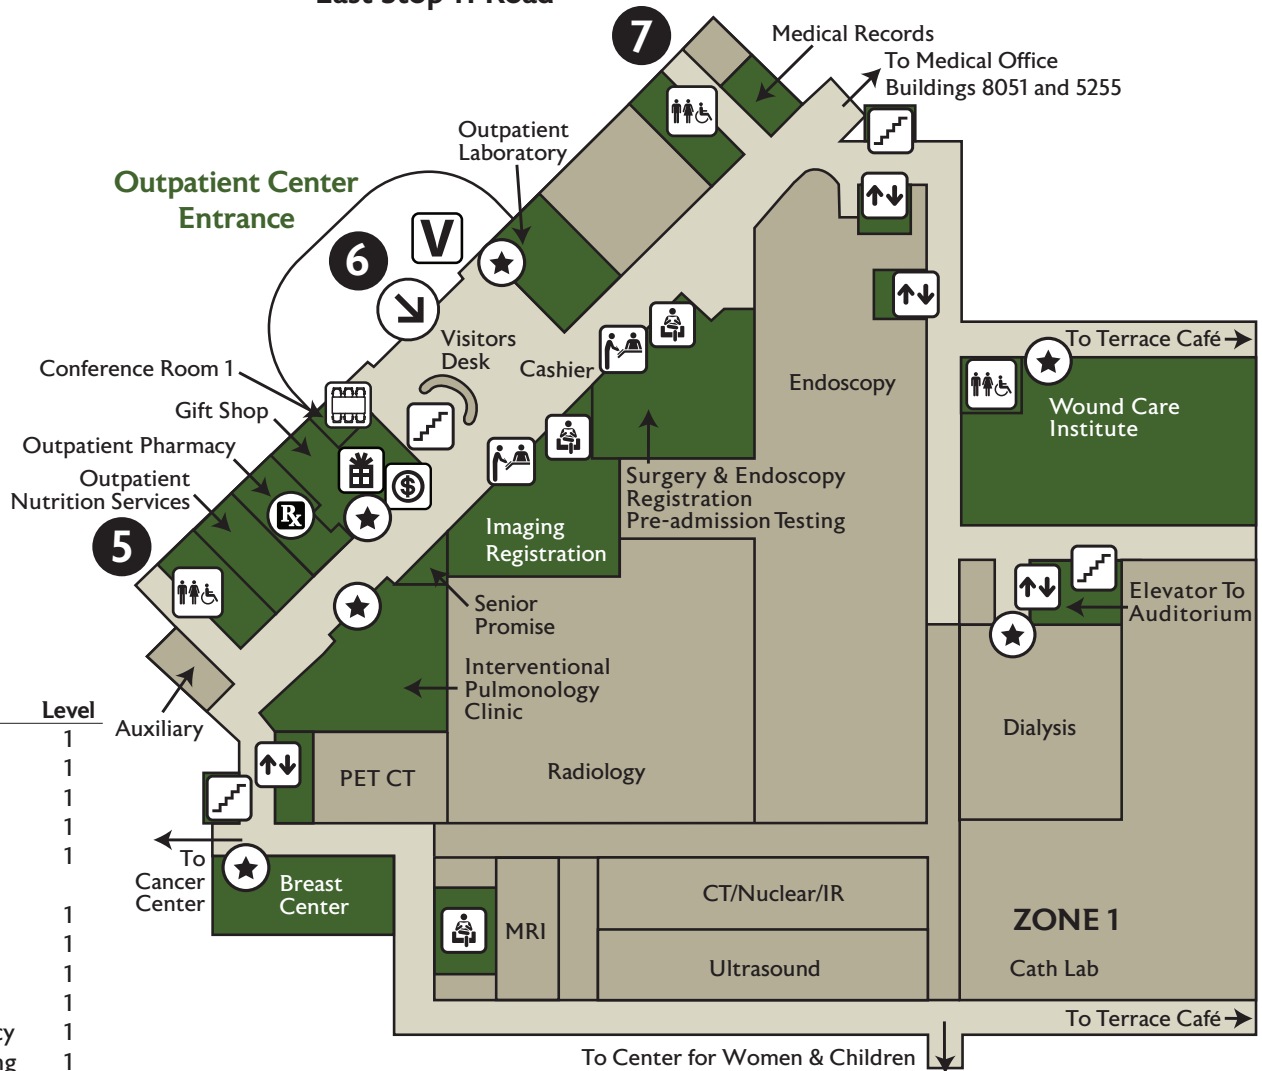 7
Medical Records
To Medical Office
Buildings 8051 and 5255
Outpatient
Laboratory
Outpatient Center
Entrance
V
6
Visitors
Desk
Cashier
To Terrace Café
Conference Room 1
Gift Shop
Outpatient Pharmacy
Outpatient
Nutrition Services
$
Rx
5
Endoscopy
Wound Care
Institute
Surgery & Endoscopy
Registration
Pre-admission Testing
Imaging
Registration
Senior
Promise
Elevator To
Auditorium
Interventional
Pulmonology
Clinic
Auxiliary
Dialysis
PET CT
Radiology
To
Cancer
Center
Breast
Center
MRI
CT/Nuclear/IR
Ultrasound
ZONE 1
Cath Lab
To Terrace Café
To Center for Women & Children
Level
1
1
1
1
1
1
1
1
1
cy 1
ng 1